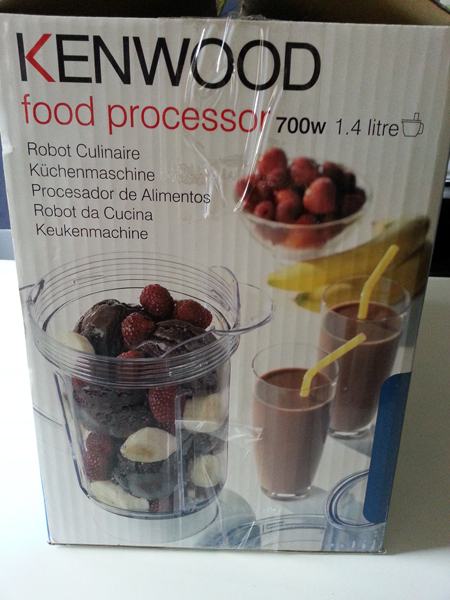 KENWOOD
food processor 700w 1.4 litre
Robot Culinaire
Küchenmaschine
Procesador de Alimentos
Robot da Cucina
Keukenmachine